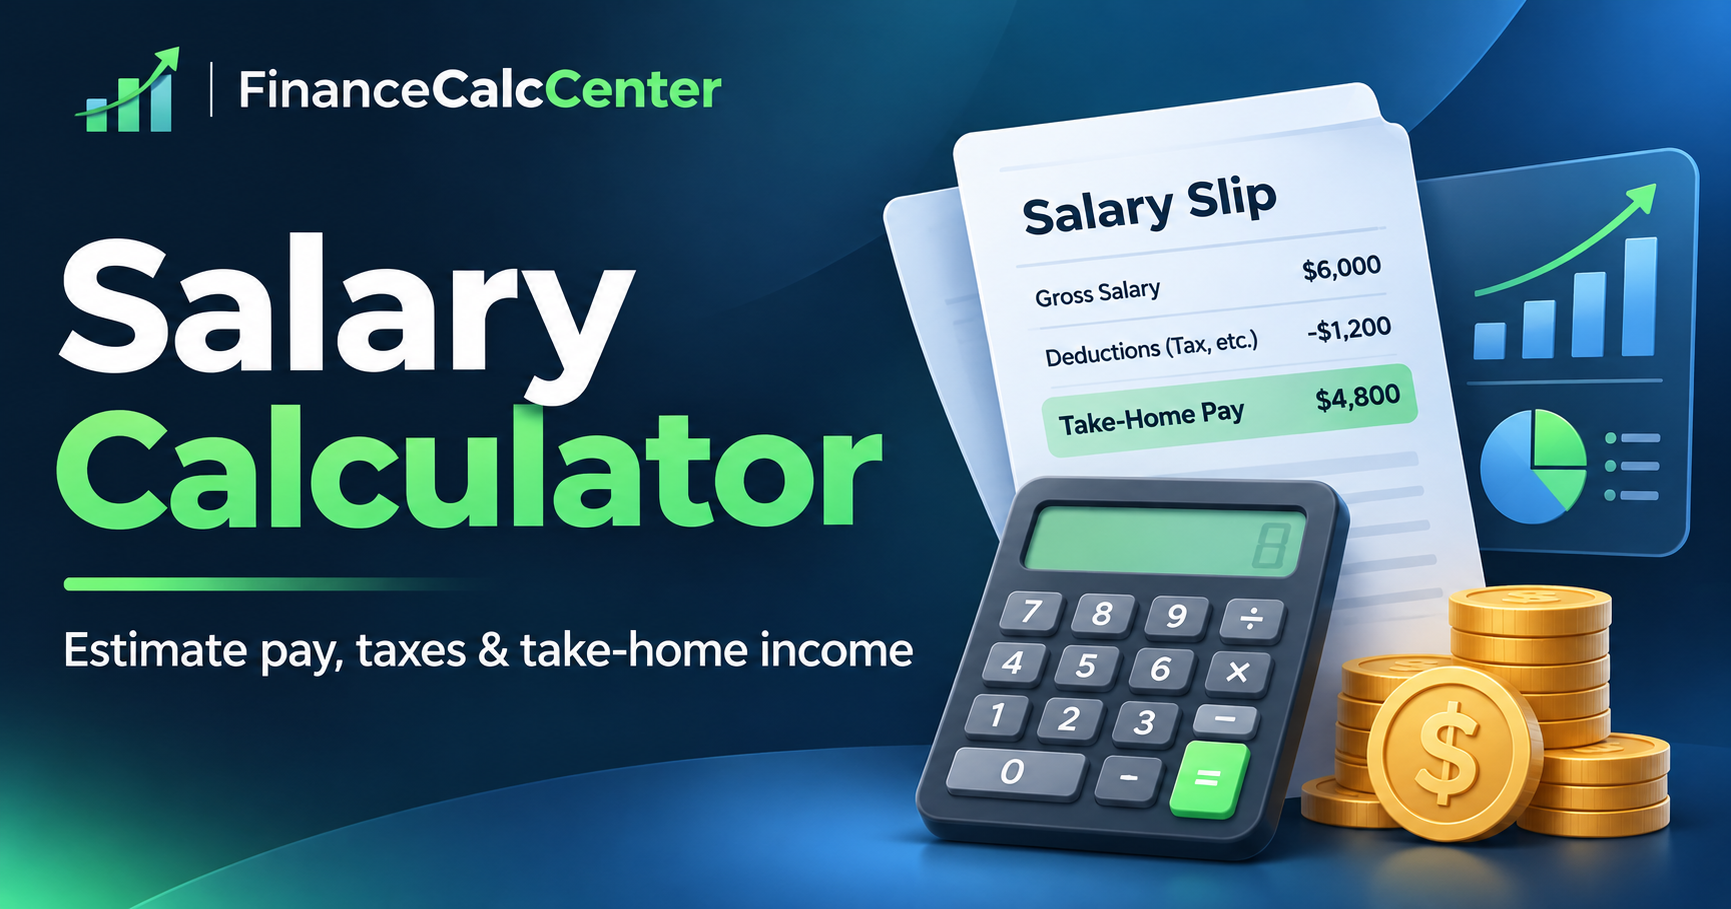 FinanceCalcCenter
Salary
Calculator
Estimate pay, taxes & take-home income
Salary Slip
Gross Salary $6,000
Deductions (Tax, etc.) -$1,200
Take-Home Pay $4,800
8
7 8 9 ÷
4 5 6 ×
1 2 3 −
0 - =
$